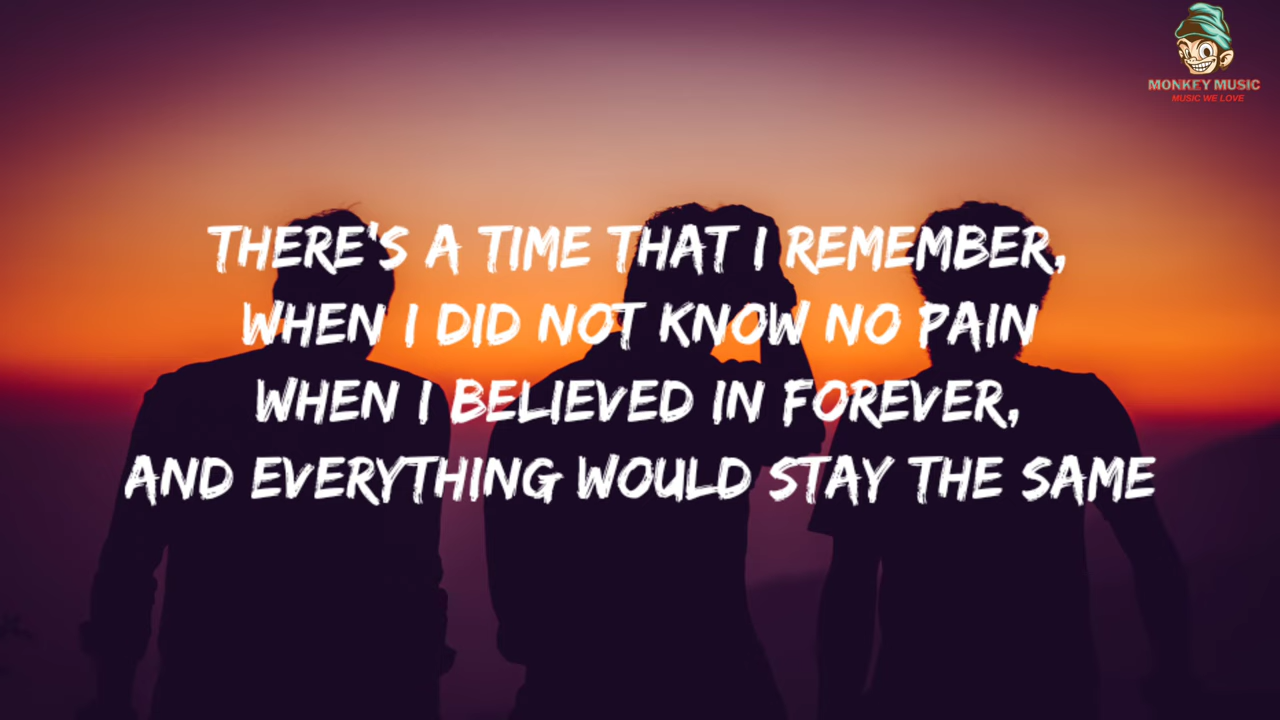 MONKEY MUSIC
MUSIC WE LOVE
THERE'S A TIME THAT I REMEMBER,
WHEN I DID NOT KNOW NO PAIN
WHEN I BELIEVED IN FOREVER,
AND EVERYTHING WOULD STAY THE SAME